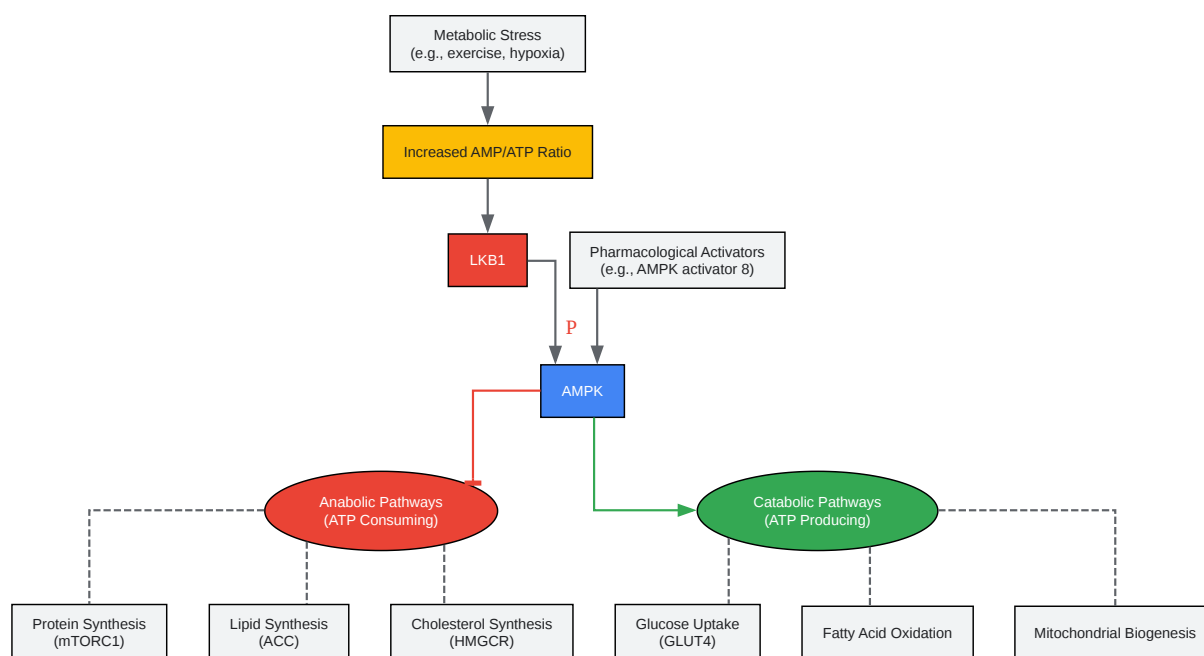 Metabolic Stress
(e.g., exercise, hypoxia)
Increased AMP/ATP Ratio
LKB1
Pharmacological Activators
(e.g., AMPK activator 8)
P
AMPK
Anabolic Pathways
(ATP Consuming)
Catabolic Pathways
(ATP Producing)
Protein Synthesis
(mTORC1)
Lipid Synthesis
(ACC)
Cholesterol Synthesis
(HMGCR)
Glucose Uptake
(GLUT4)
Fatty Acid Oxidation
Mitochondrial Biogenesis